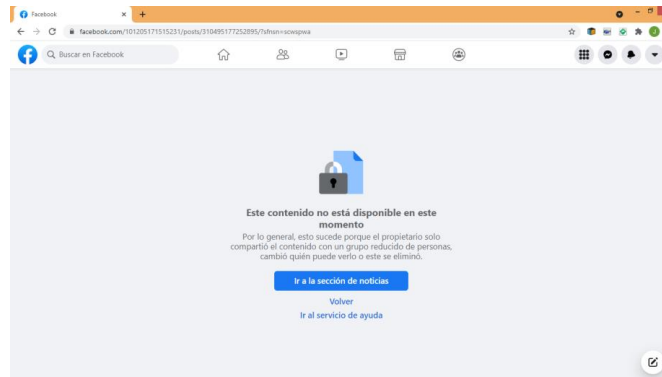 Facebook
facebook.com/101205171515231/posts/310495177252895/?sfnsn=scwspwa
Buscar en Facebook
Este contenido no está disponible en este
momento
Por lo general, esto sucede porque el propietario solo
compartió el contenido con un grupo reducido de personas,
cambió quién puede verlo o este se eliminó.
Ir a la sección de noticias
Volver
Ir al servicio de ayuda